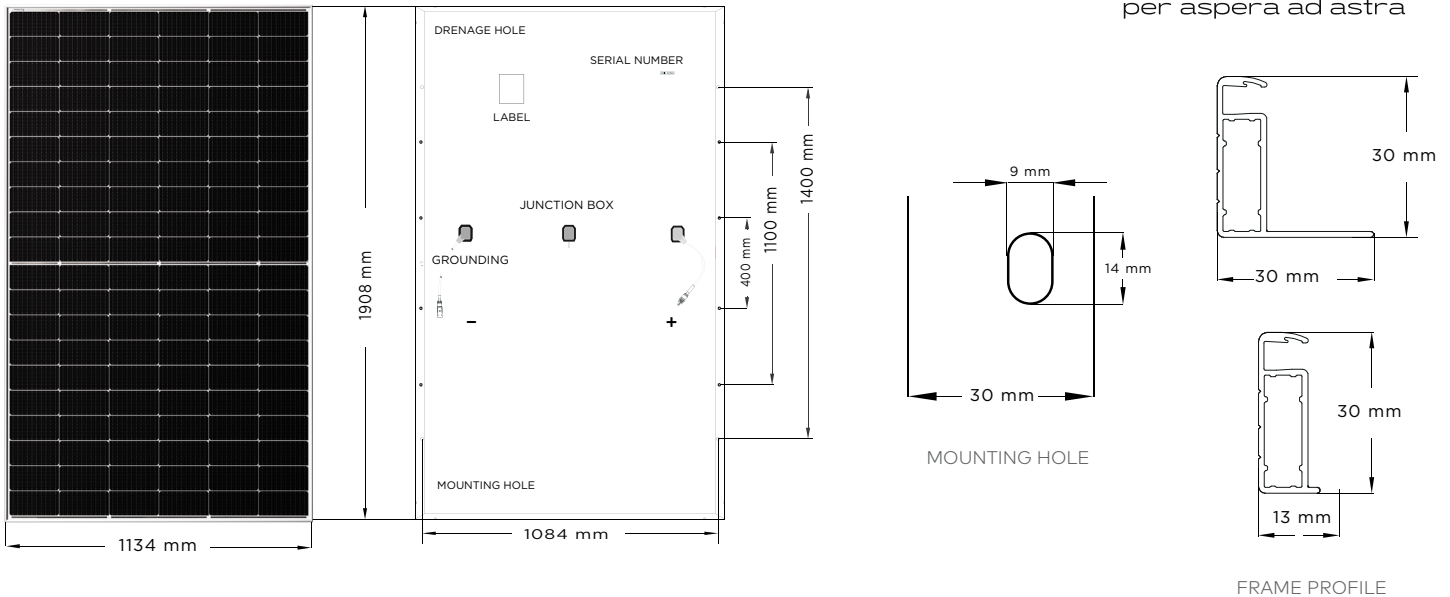 per aspera ad astra
DRENAGE HOLE
SERIAL NUMBER
LABEL
JUNCTION BOX
GROUNDING
–
+
MOUNTING HOLE
1908 mm
1134 mm
1084 mm
400 mm
1100 mm
1400 mm
9 mm
14 mm
30 mm
MOUNTING HOLE
30 mm
30 mm
30 mm
13 mm
FRAME PROFILE